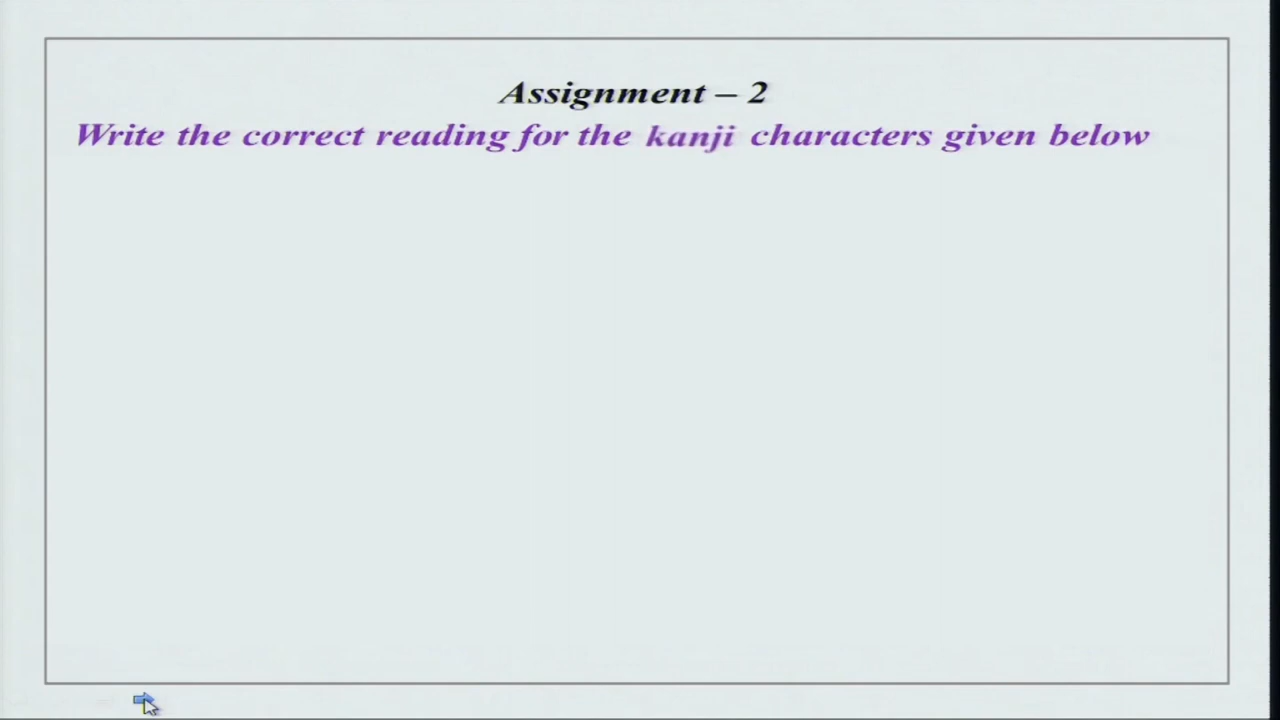 Assignment – 2
Write the correct reading for the kanji characters given below